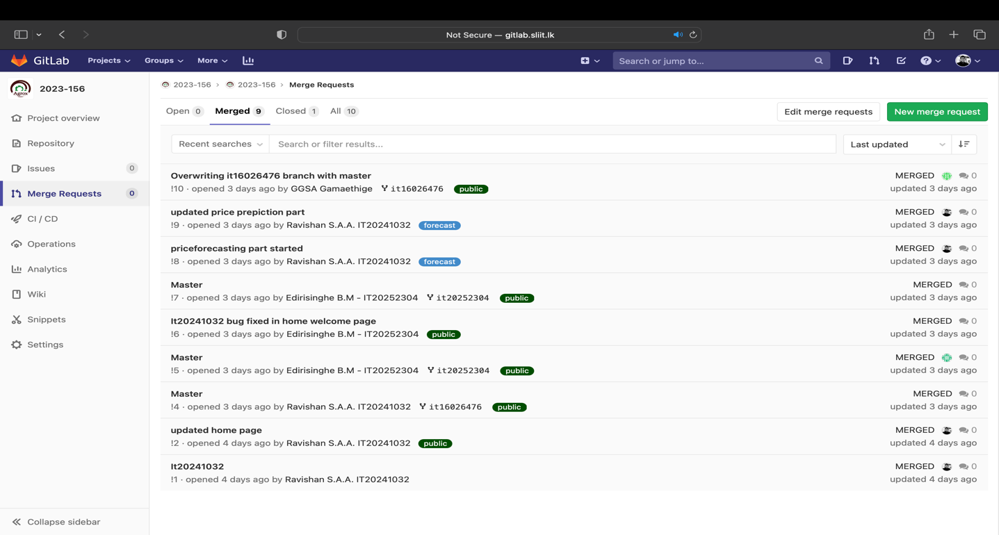 Not Secure — gitlab.sliit.lk
GitLab Projects Groups More Search or jump to...
Agrox 2023-156
Project overview
Repository
Issues 0
Merge Requests 0
CI / CD
Operations
Analytics
Wiki
Snippets
Settings
Collapse sidebar
2023-156 › 2023-156 › Merge Requests
Open 0 Merged 9 Closed 1 All 10 Edit merge requests New merge request
Recent searches Search or filter results... Last updated
Overwriting it16026476 branch with master MERGED 0
!10 · opened 3 days ago by GGSA Gamaethige it16026476 public updated 3 days ago
updated price prepiction part MERGED 0
!9 · opened 3 days ago by Ravishan S.A.A. IT20241032 forecast updated 3 days ago
priceforecasting part started MERGED 0
!8 · opened 3 days ago by Ravishan S.A.A. IT20241032 forecast updated 3 days ago
Master MERGED 0
!7 · opened 3 days ago by Edirisinghe B.M - IT20252304 it20252304 public updated 3 days ago
It20241032 bug fixed in home welcome page MERGED 0
!6 · opened 3 days ago by Edirisinghe B.M - IT20252304 public updated 3 days ago
Master MERGED 0
!5 · opened 3 days ago by Edirisinghe B.M - IT20252304 it20252304 public updated 3 days ago
Master MERGED 0
!4 · opened 3 days ago by Ravishan S.A.A. IT20241032 it16026476 public updated 3 days ago
updated home page MERGED 0
!2 · opened 4 days ago by Ravishan S.A.A. IT20241032 public updated 4 days ago
It20241032 MERGED 0
!1 · opened 4 days ago by Ravishan S.A.A. IT20241032 updated 4 days ago